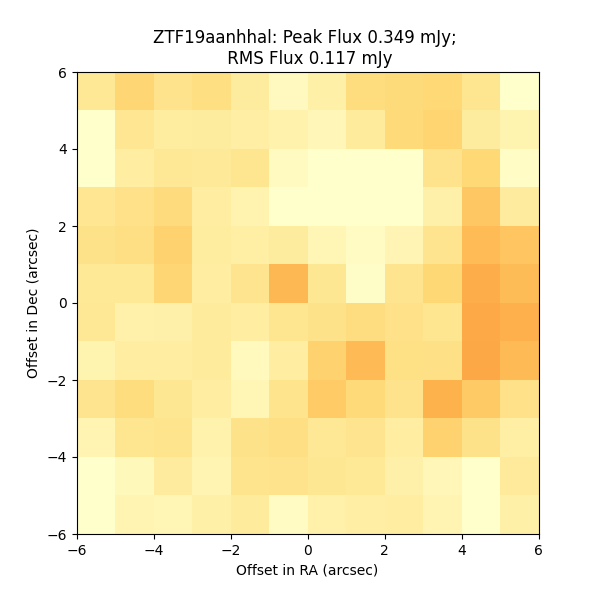 ZTF19aanhhal: Peak Flux 0.349 mJy;
RMS Flux 0.117 mJy
6
4
2
0
−2
−4
−6
Offset in Dec (arcsec)
−6 −4 −2 0 2 4 6
Offset in RA (arcsec)